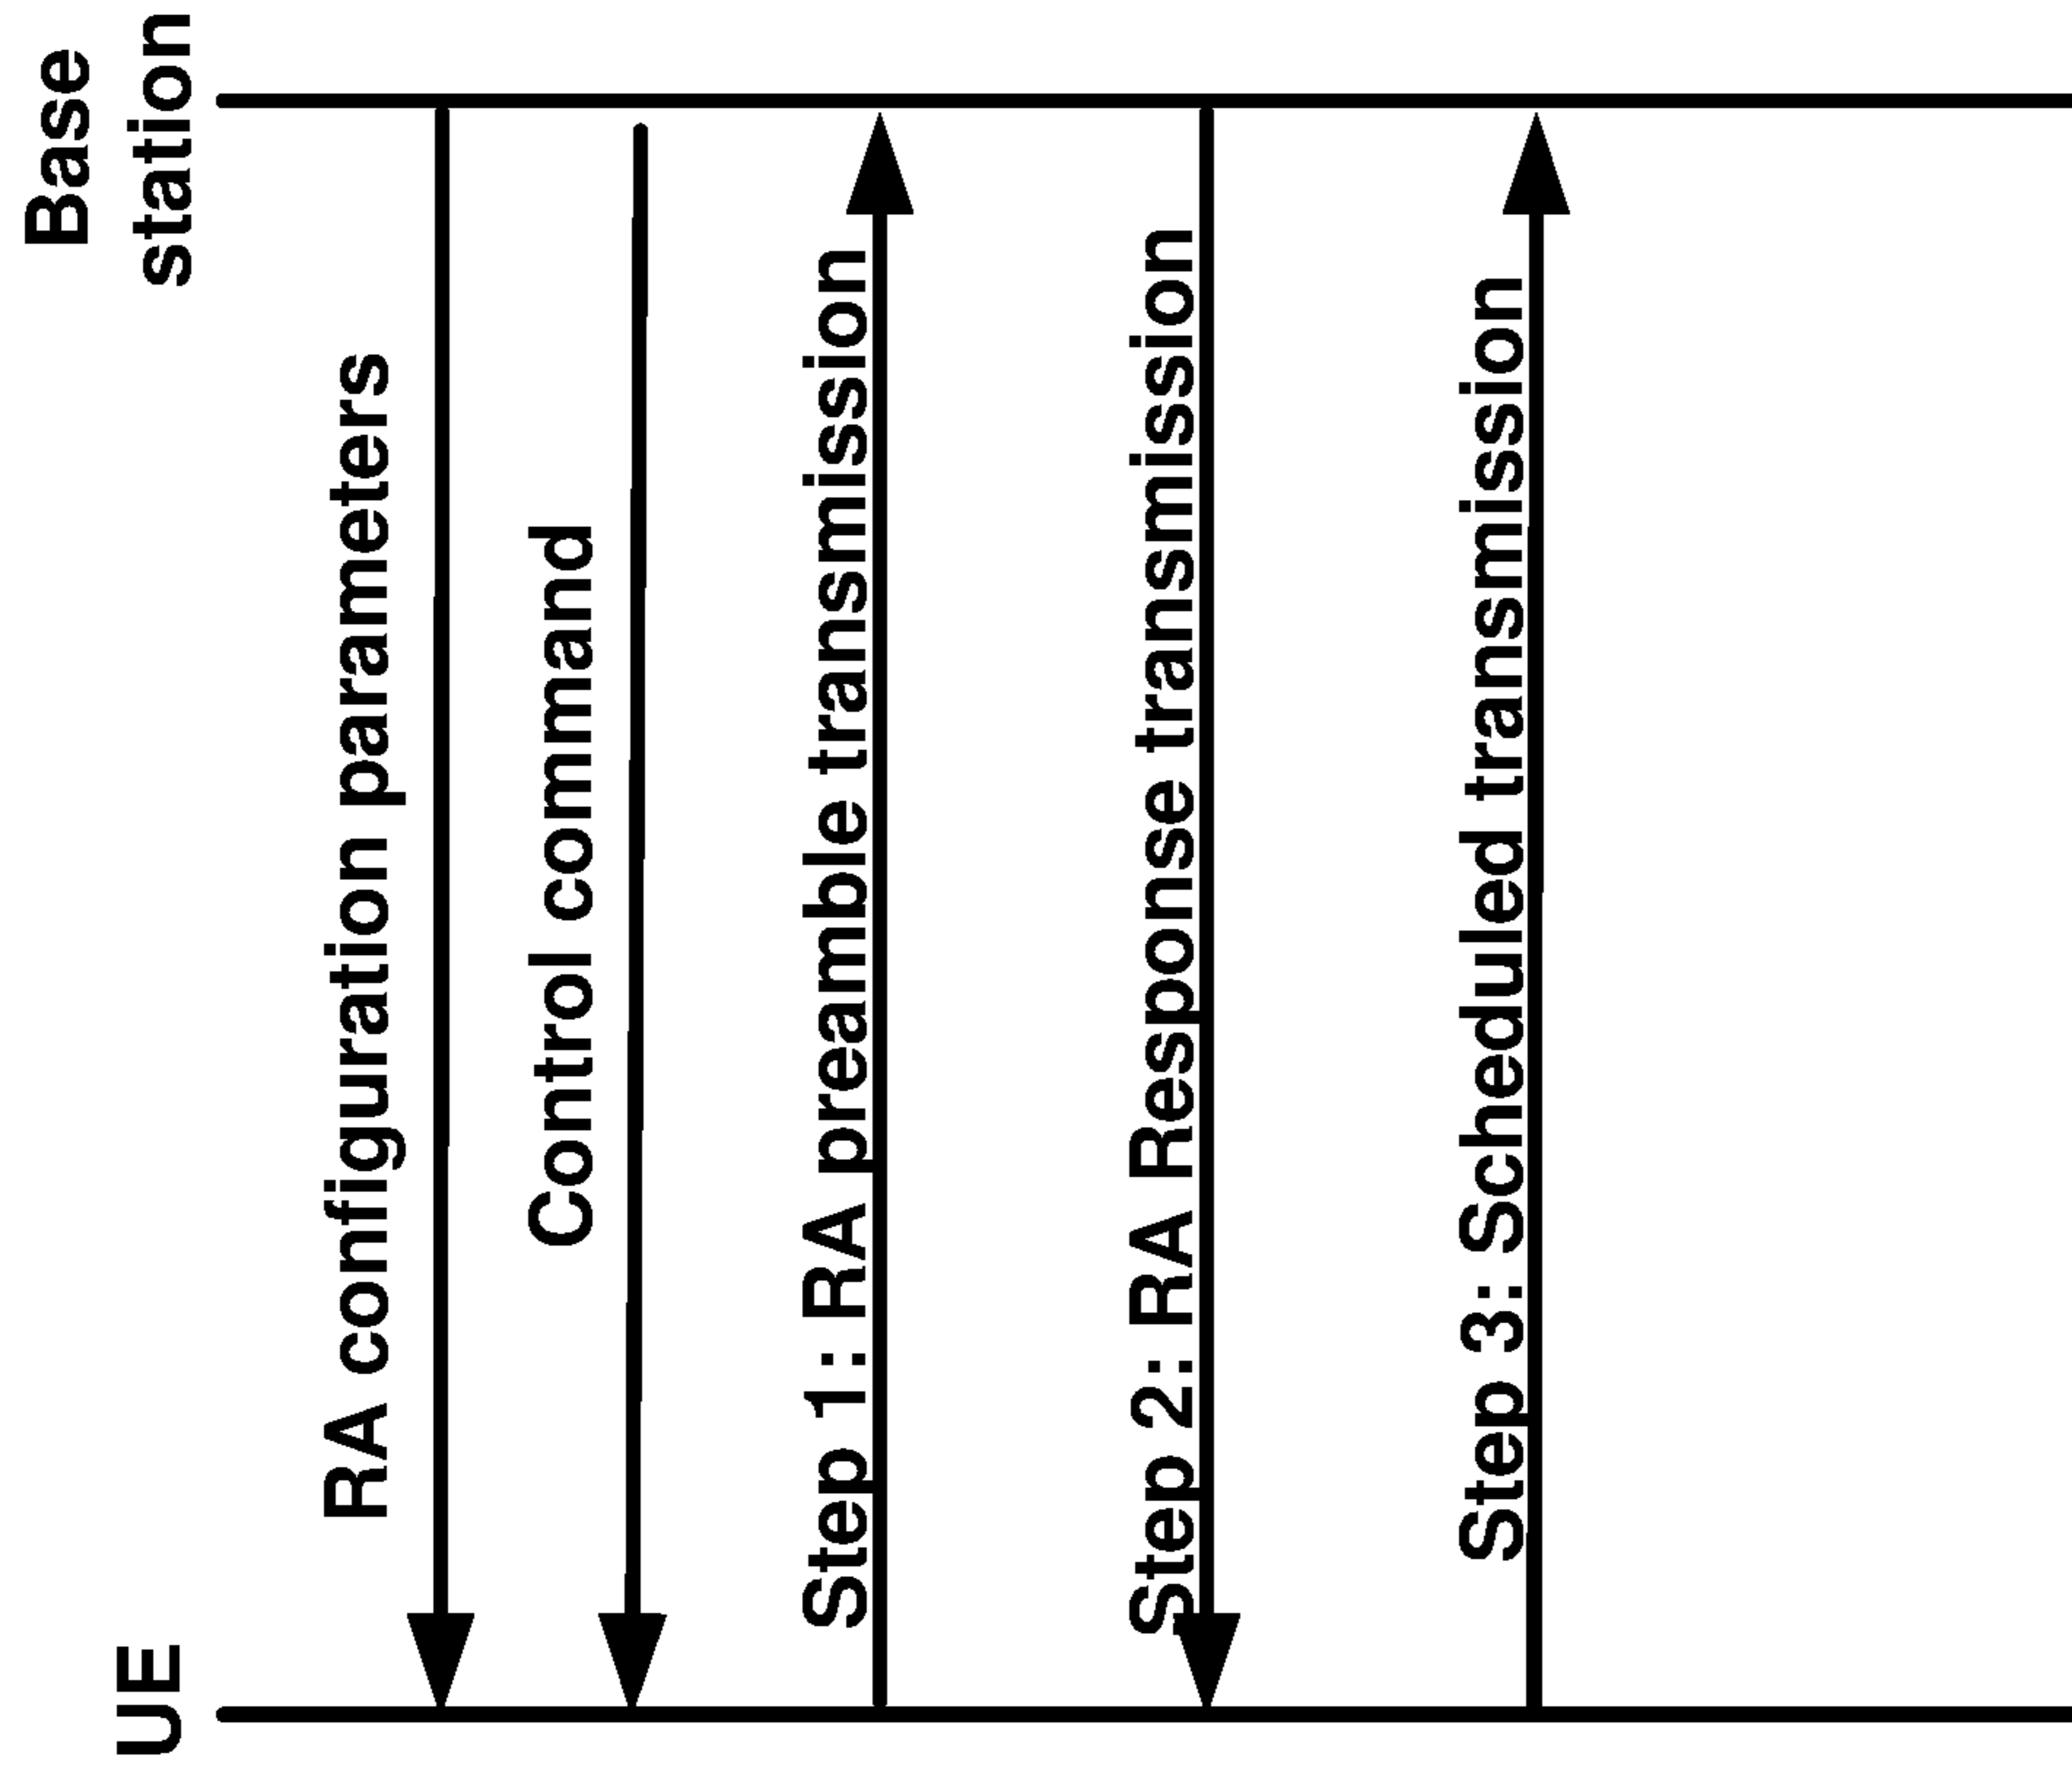 UE
Base
station
RA configuration parameters
Control command
Step 1: RA preamble transmission
Step 2: RA Response transmission
Step 3: Scheduled transmission